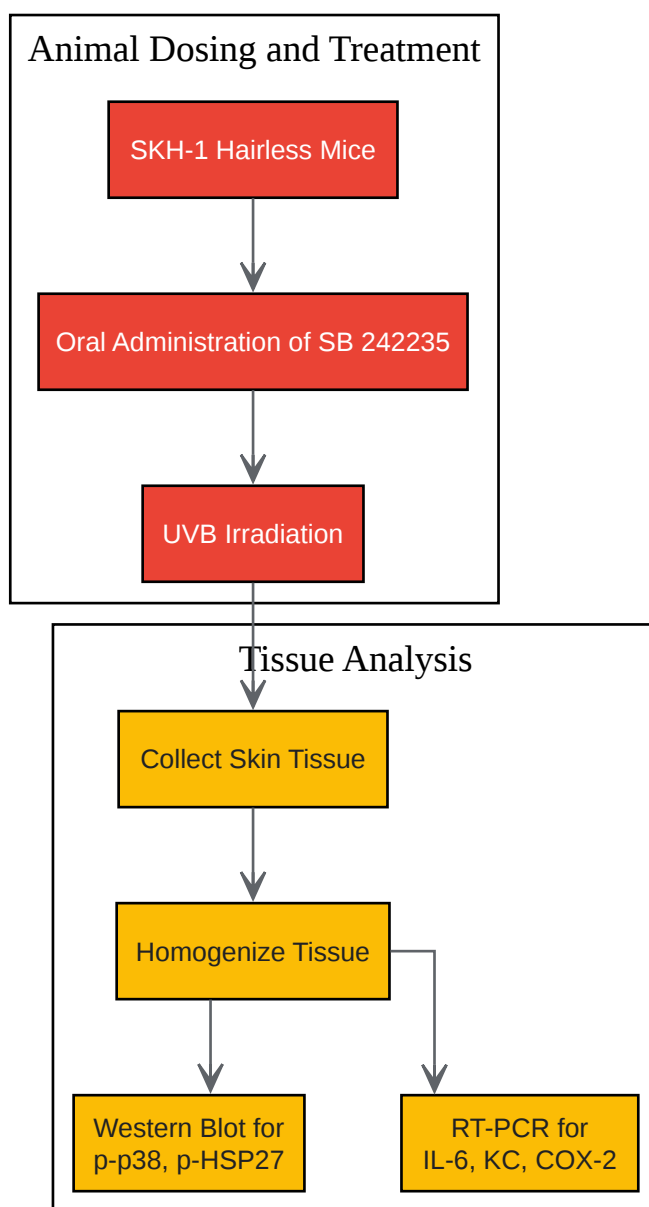 Animal Dosing and Treatment
SKH-1 Hairless Mice
Oral Administration of SB 242235
UVB Irradiation
Tissue Analysis
Collect Skin Tissue
Homogenize Tissue
Western Blot for
p-p38, p-HSP27
RT-PCR for
IL-6, KC, COX-2